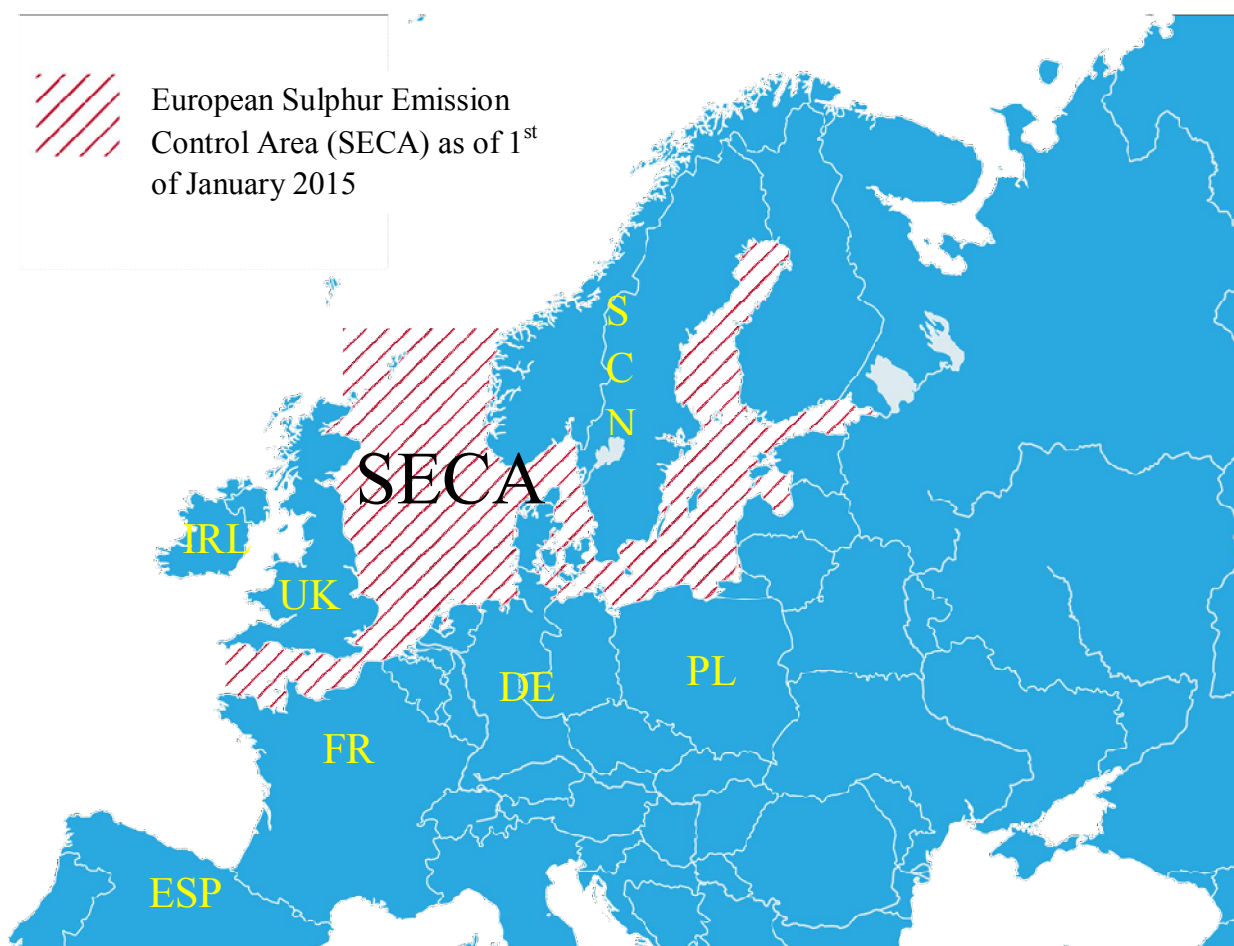 European Sulphur Emission
Control Area (SECA) as of 1st
of January 2015
S
C
N
SECA
IRL
UK
DE
PL
FR
ESP